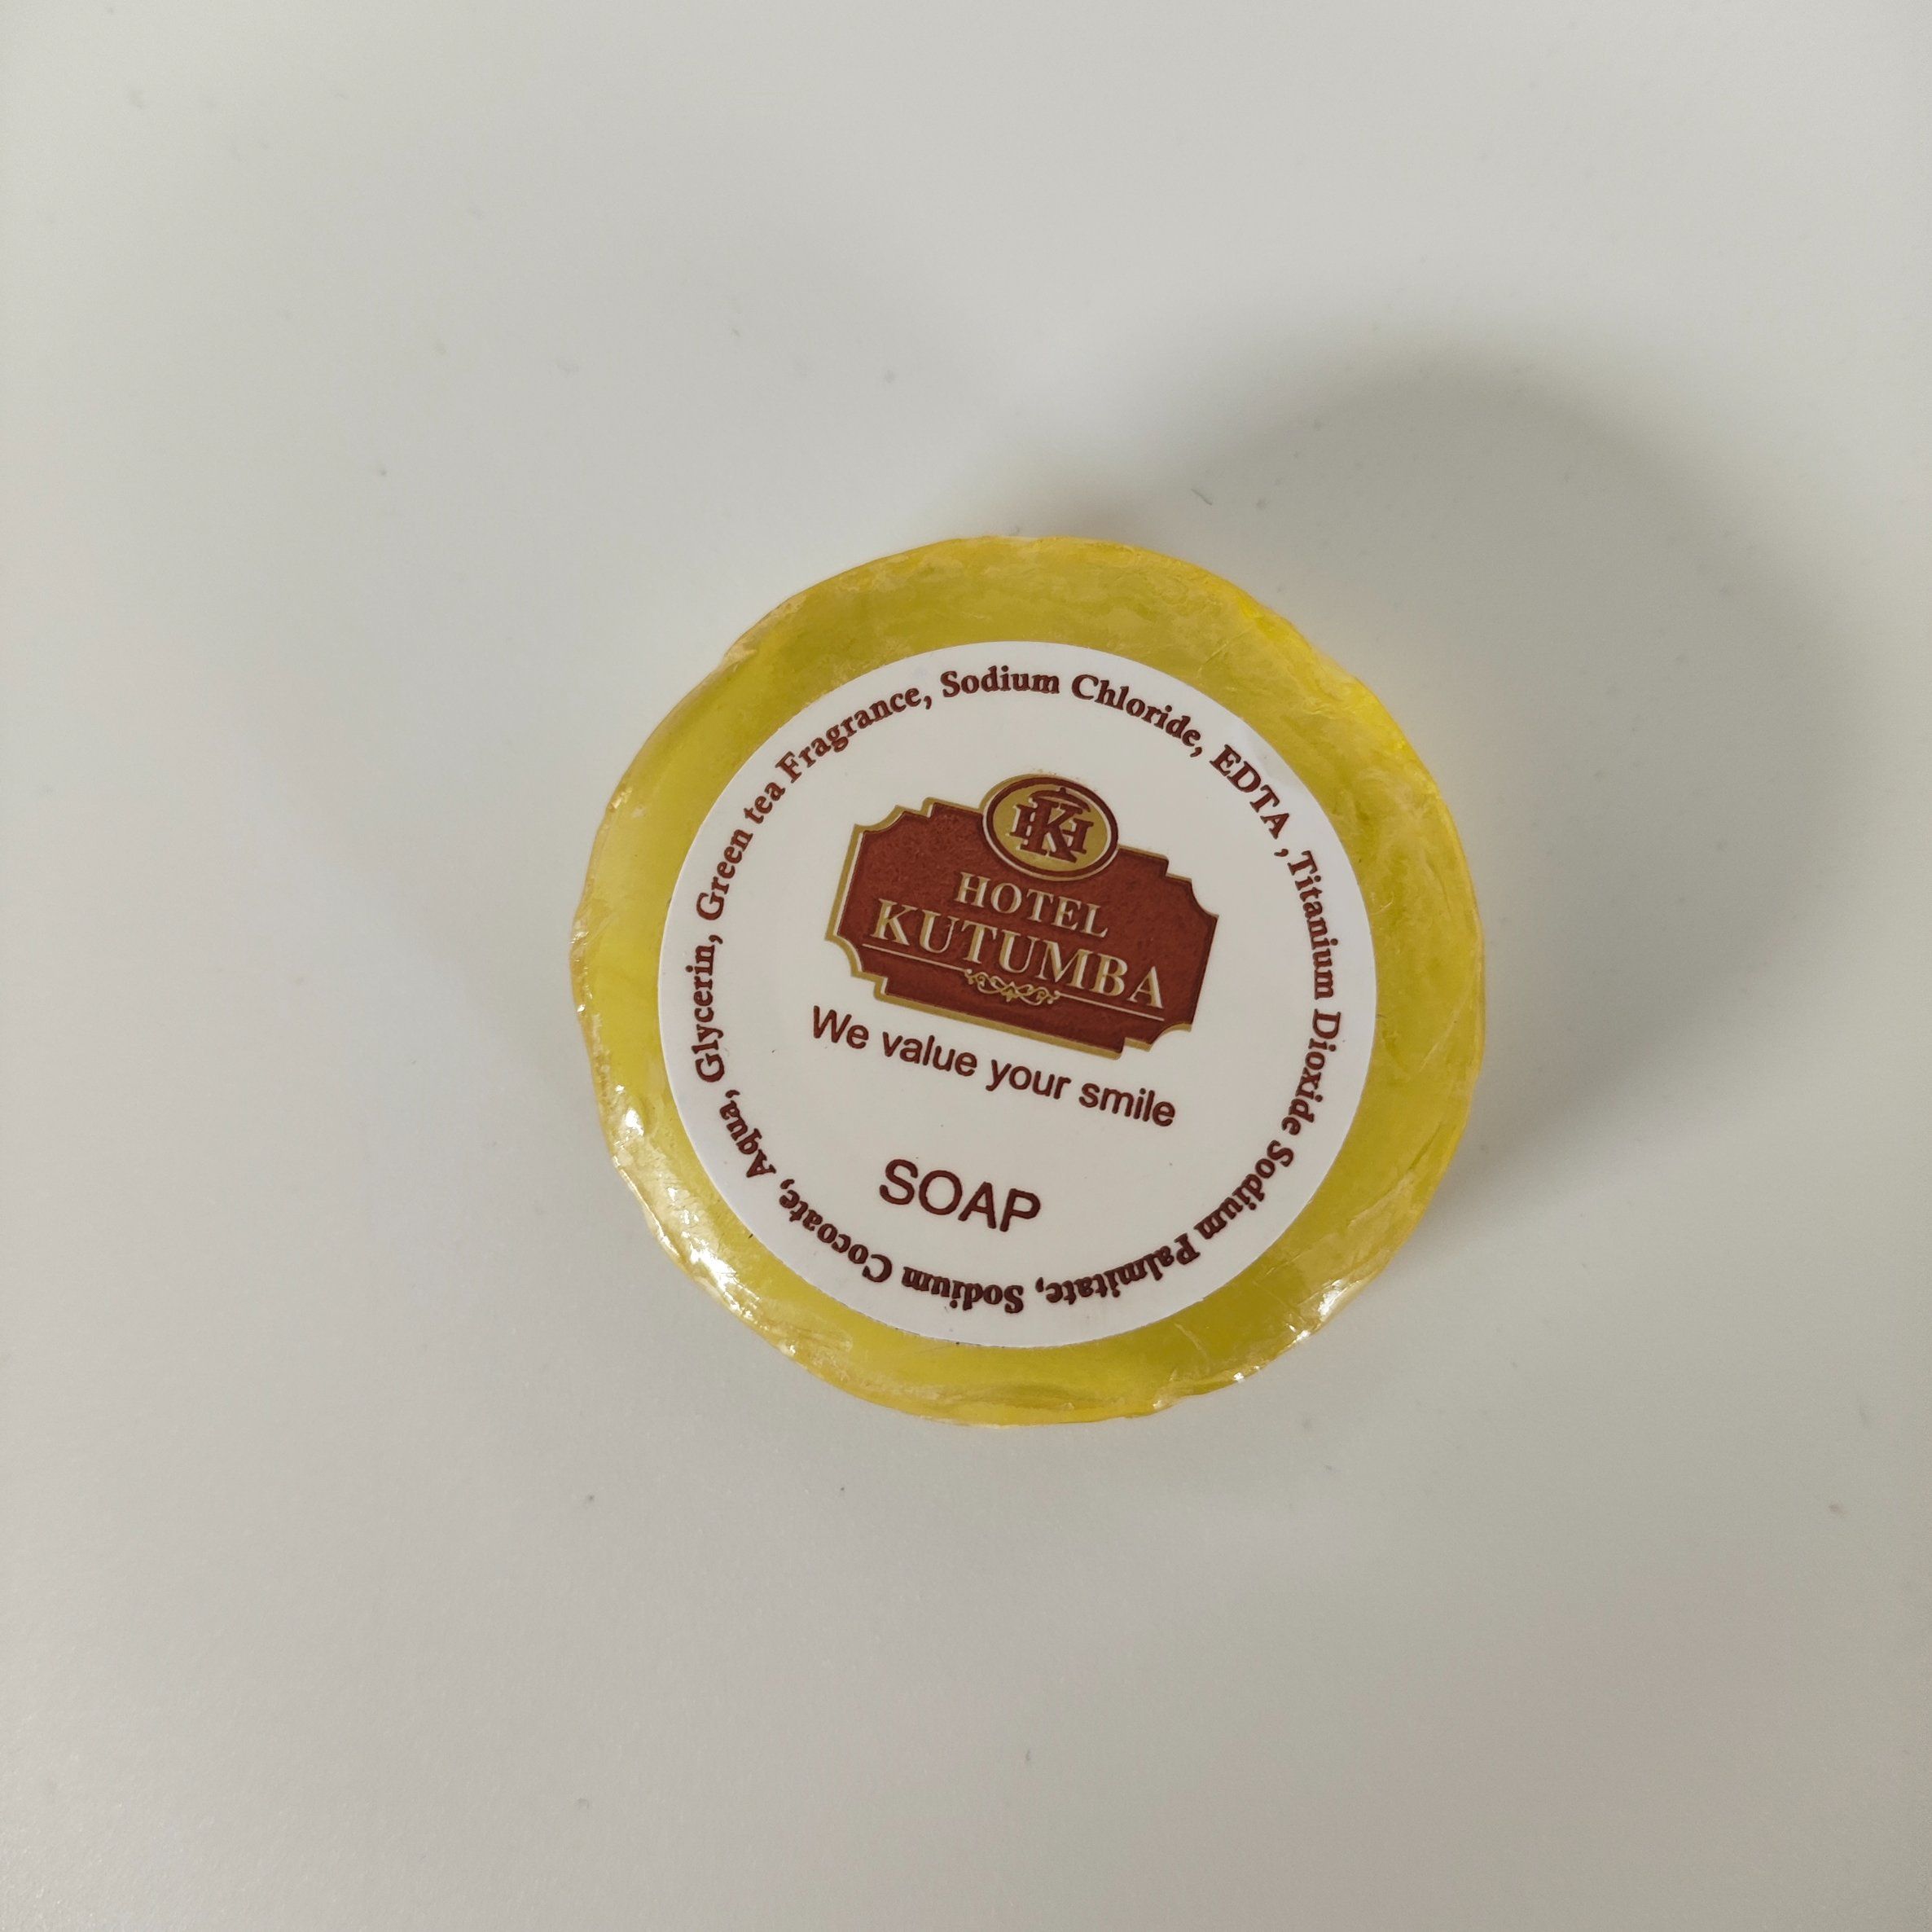 HK
HOTEL
KUTUMBA
We value your smile
SOAP
Sodium Palmitate, Sodium Cocoate, Aqua, Glycerin, Green tea Fragrance, Sodium Chloride, EDTA , Titanium Dioxide